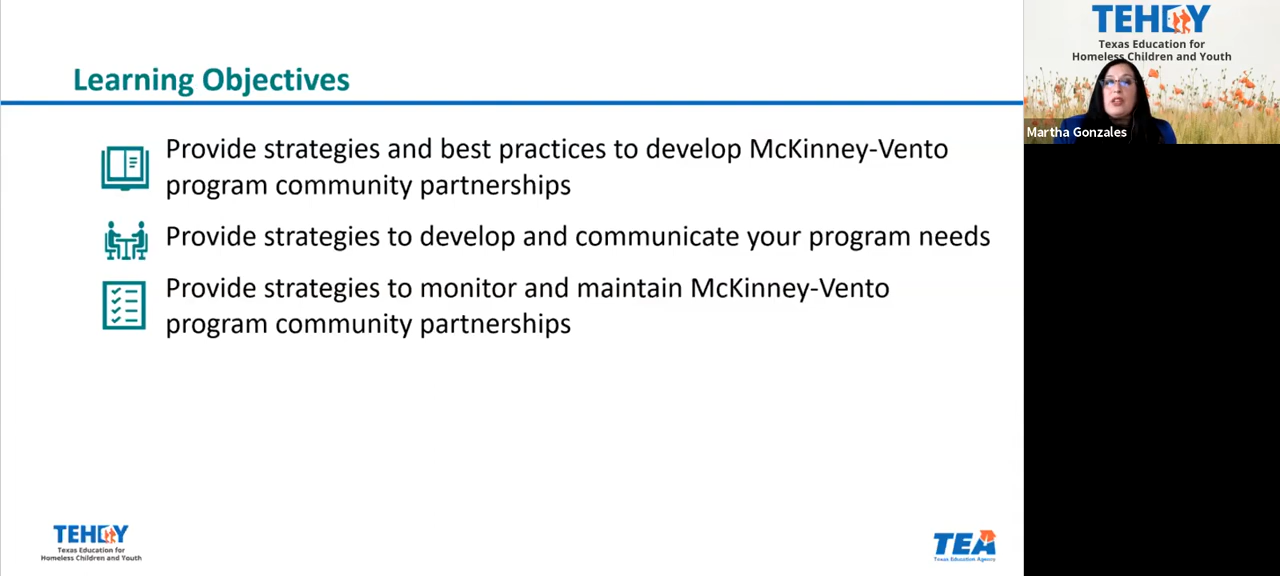 Learning Objectives
Provide strategies and best practices to develop McKinney-Vento
program community partnerships
Provide strategies to develop and communicate your program needs
Provide strategies to monitor and maintain McKinney-Vento
program community partnerships
TEHCY
Texas Education for
Homeless Children and Youth
TEA
Texas Education Agency
TEHCY
Texas Education for
Homeless Children and Youth
Martha Gonzales